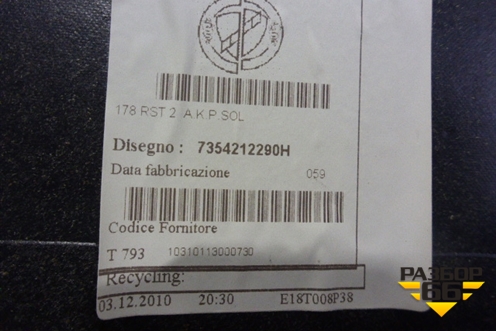 178 RST 2 A.K.P.SOL
Disegno : 7354212290H
Data fabbricazione 059
Codice Fornitore
T 793 10310113000730
Recycling:
03.12.2010 20:30 E18T008P38
РАЗБОР
66